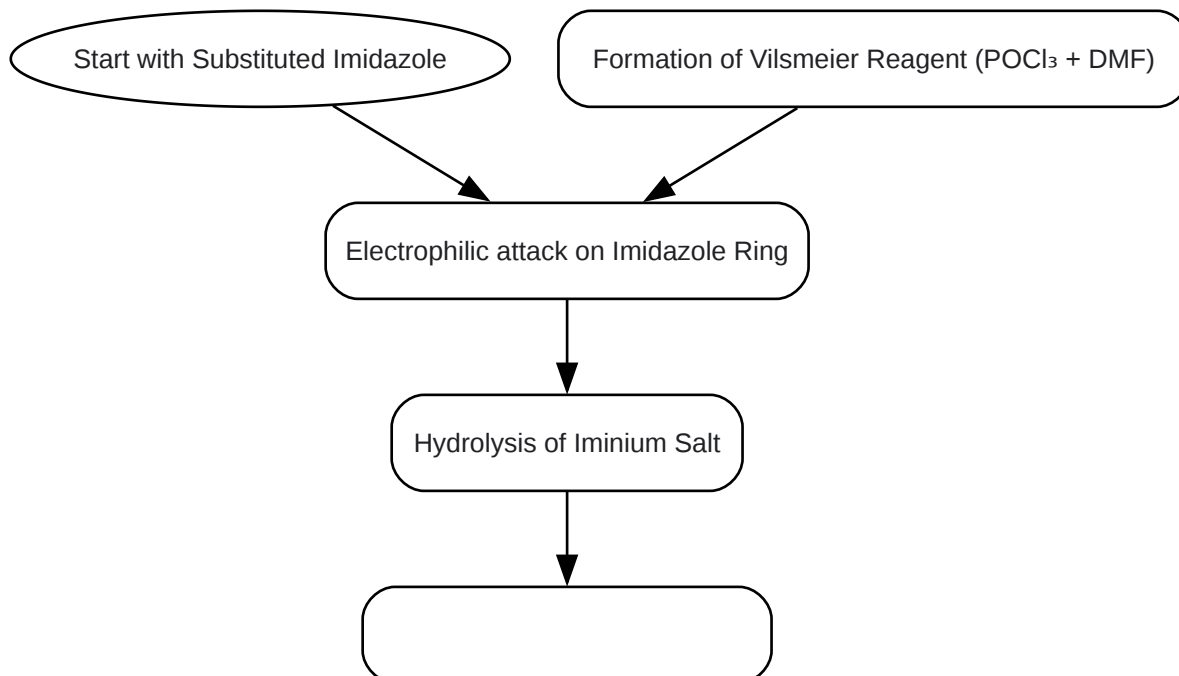 Start with Substituted Imidazole
Formation of Vilsmeier Reagent (POCl₃ + DMF)
Electrophilic attack on Imidazole Ring
Hydrolysis of Iminium Salt